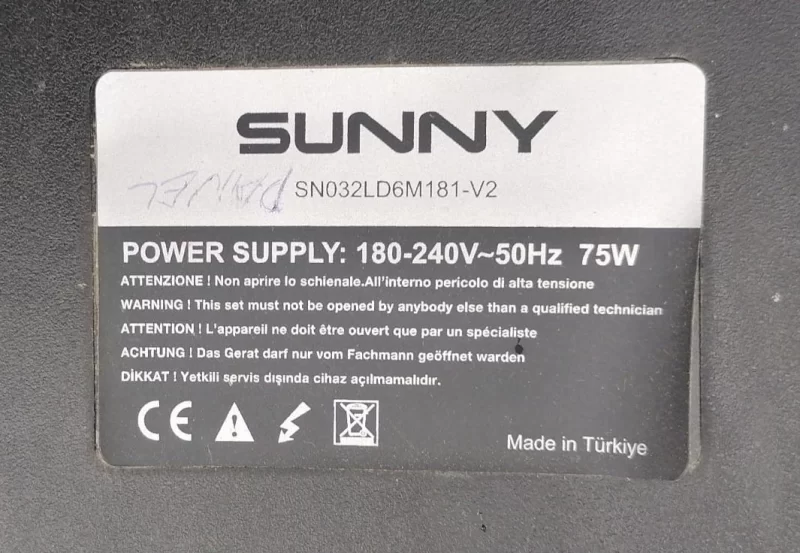 SUNNY
PANEL SN032LD6M181-V2
POWER SUPPLY: 180-240V~50Hz 75W
ATTENZIONE ! Non aprire lo schienale.All'interno pericolo di alta tensione
WARNING ! This set must not be opened by anybody else than a qualified technician
ATTENTION ! L'appareil ne doit être ouvert que par un spécialiste
ACHTUNG ! Das Gerat darf nur vom Fachmann geöffnet warden
DİKKAT ! Yetkili servis dışında cihaz açılmamalıdır.
CE
Made in Türkiye